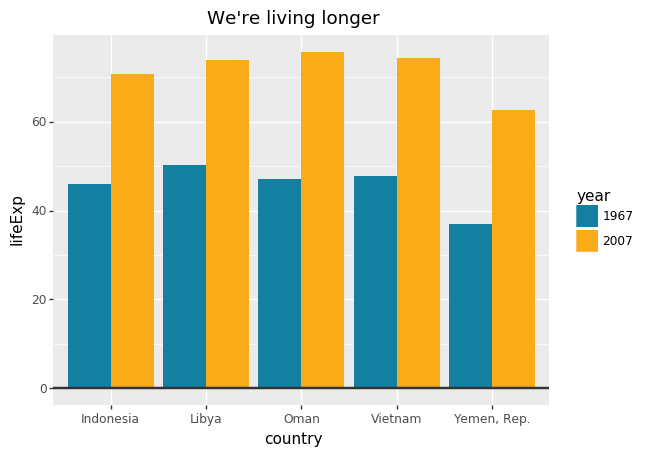 We're living longer
lifeExp
60
40
20
0
Indonesia Libya Oman Vietnam Yemen, Rep.
country
year
1967
2007